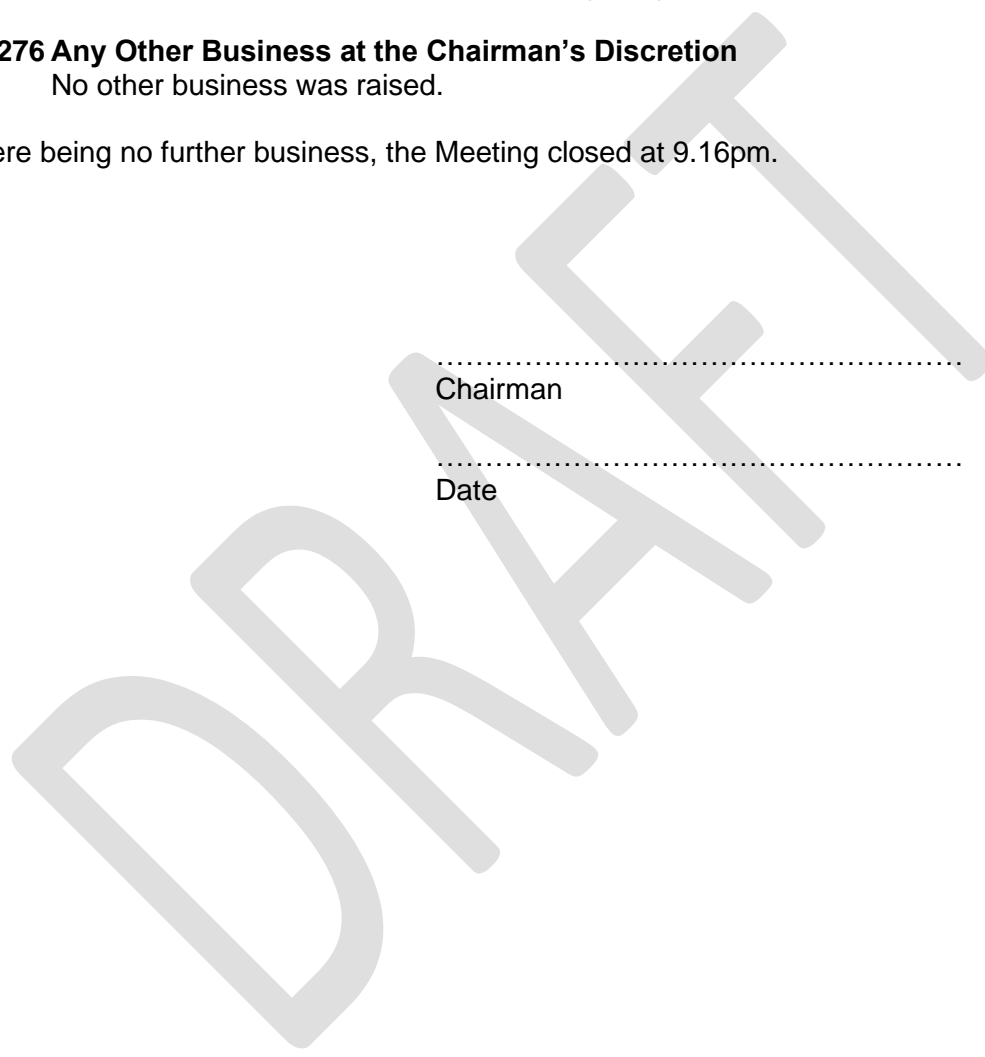 276 Any Other Business at the Chairman’s Discretion
No other business was raised.
ere being no further business, the Meeting closed at 9.16pm.
………………………………………………
Chairman
………………………………………………
Date
DRAFT